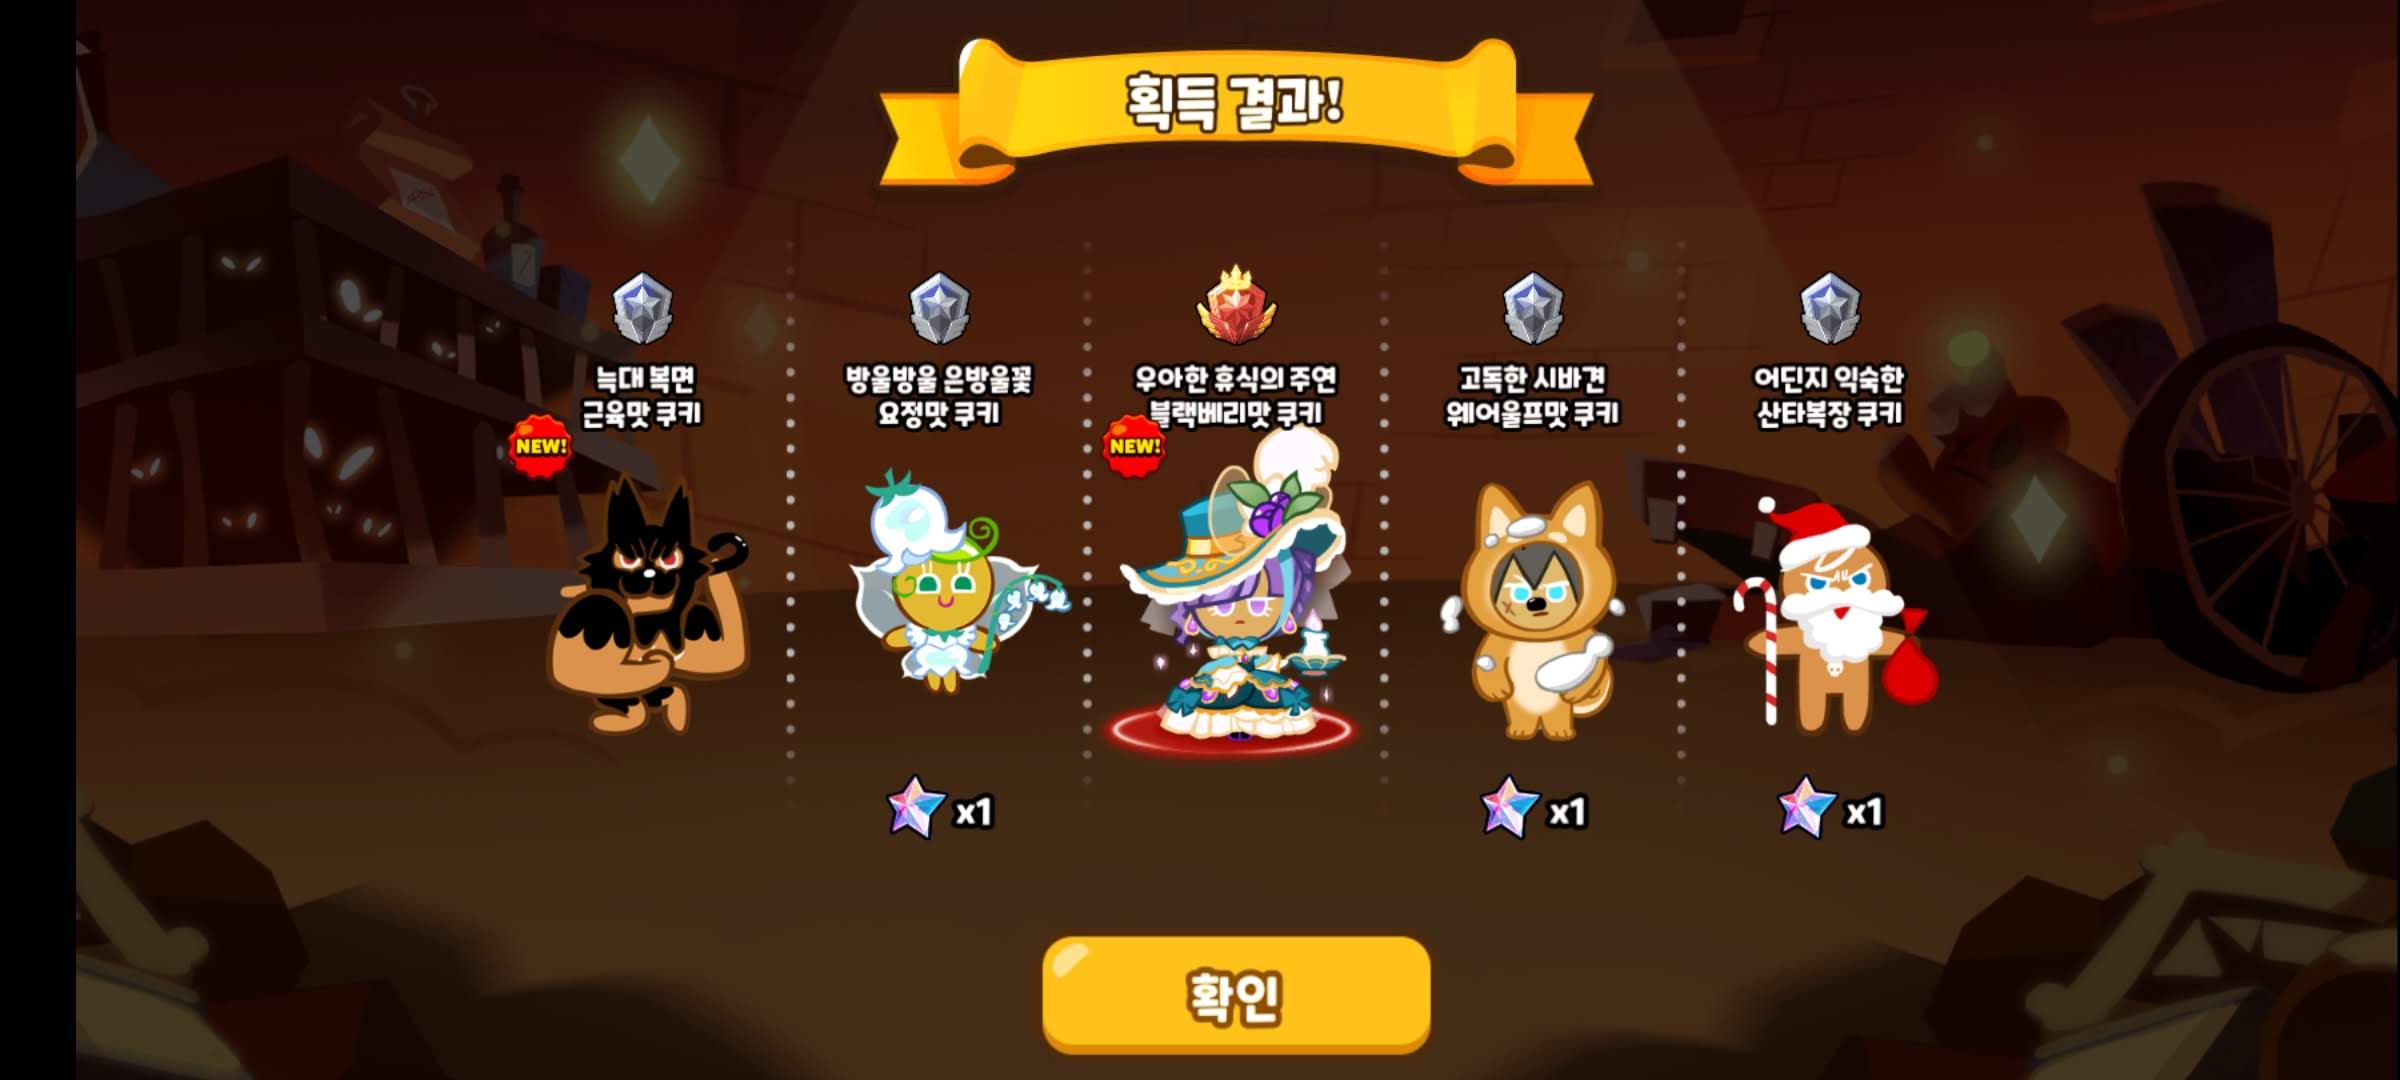 획득 결과!
늑대 복면
근육맛 쿠키
NEW!
방울방울 은방울꽃
요정맛 쿠키
x1
우아한 휴식의 주연
블랙베리맛 쿠키
NEW!
고독한 시바견
웨어울프맛 쿠키
x1
어딘지 익숙한
산타복장 쿠키
x1
확인